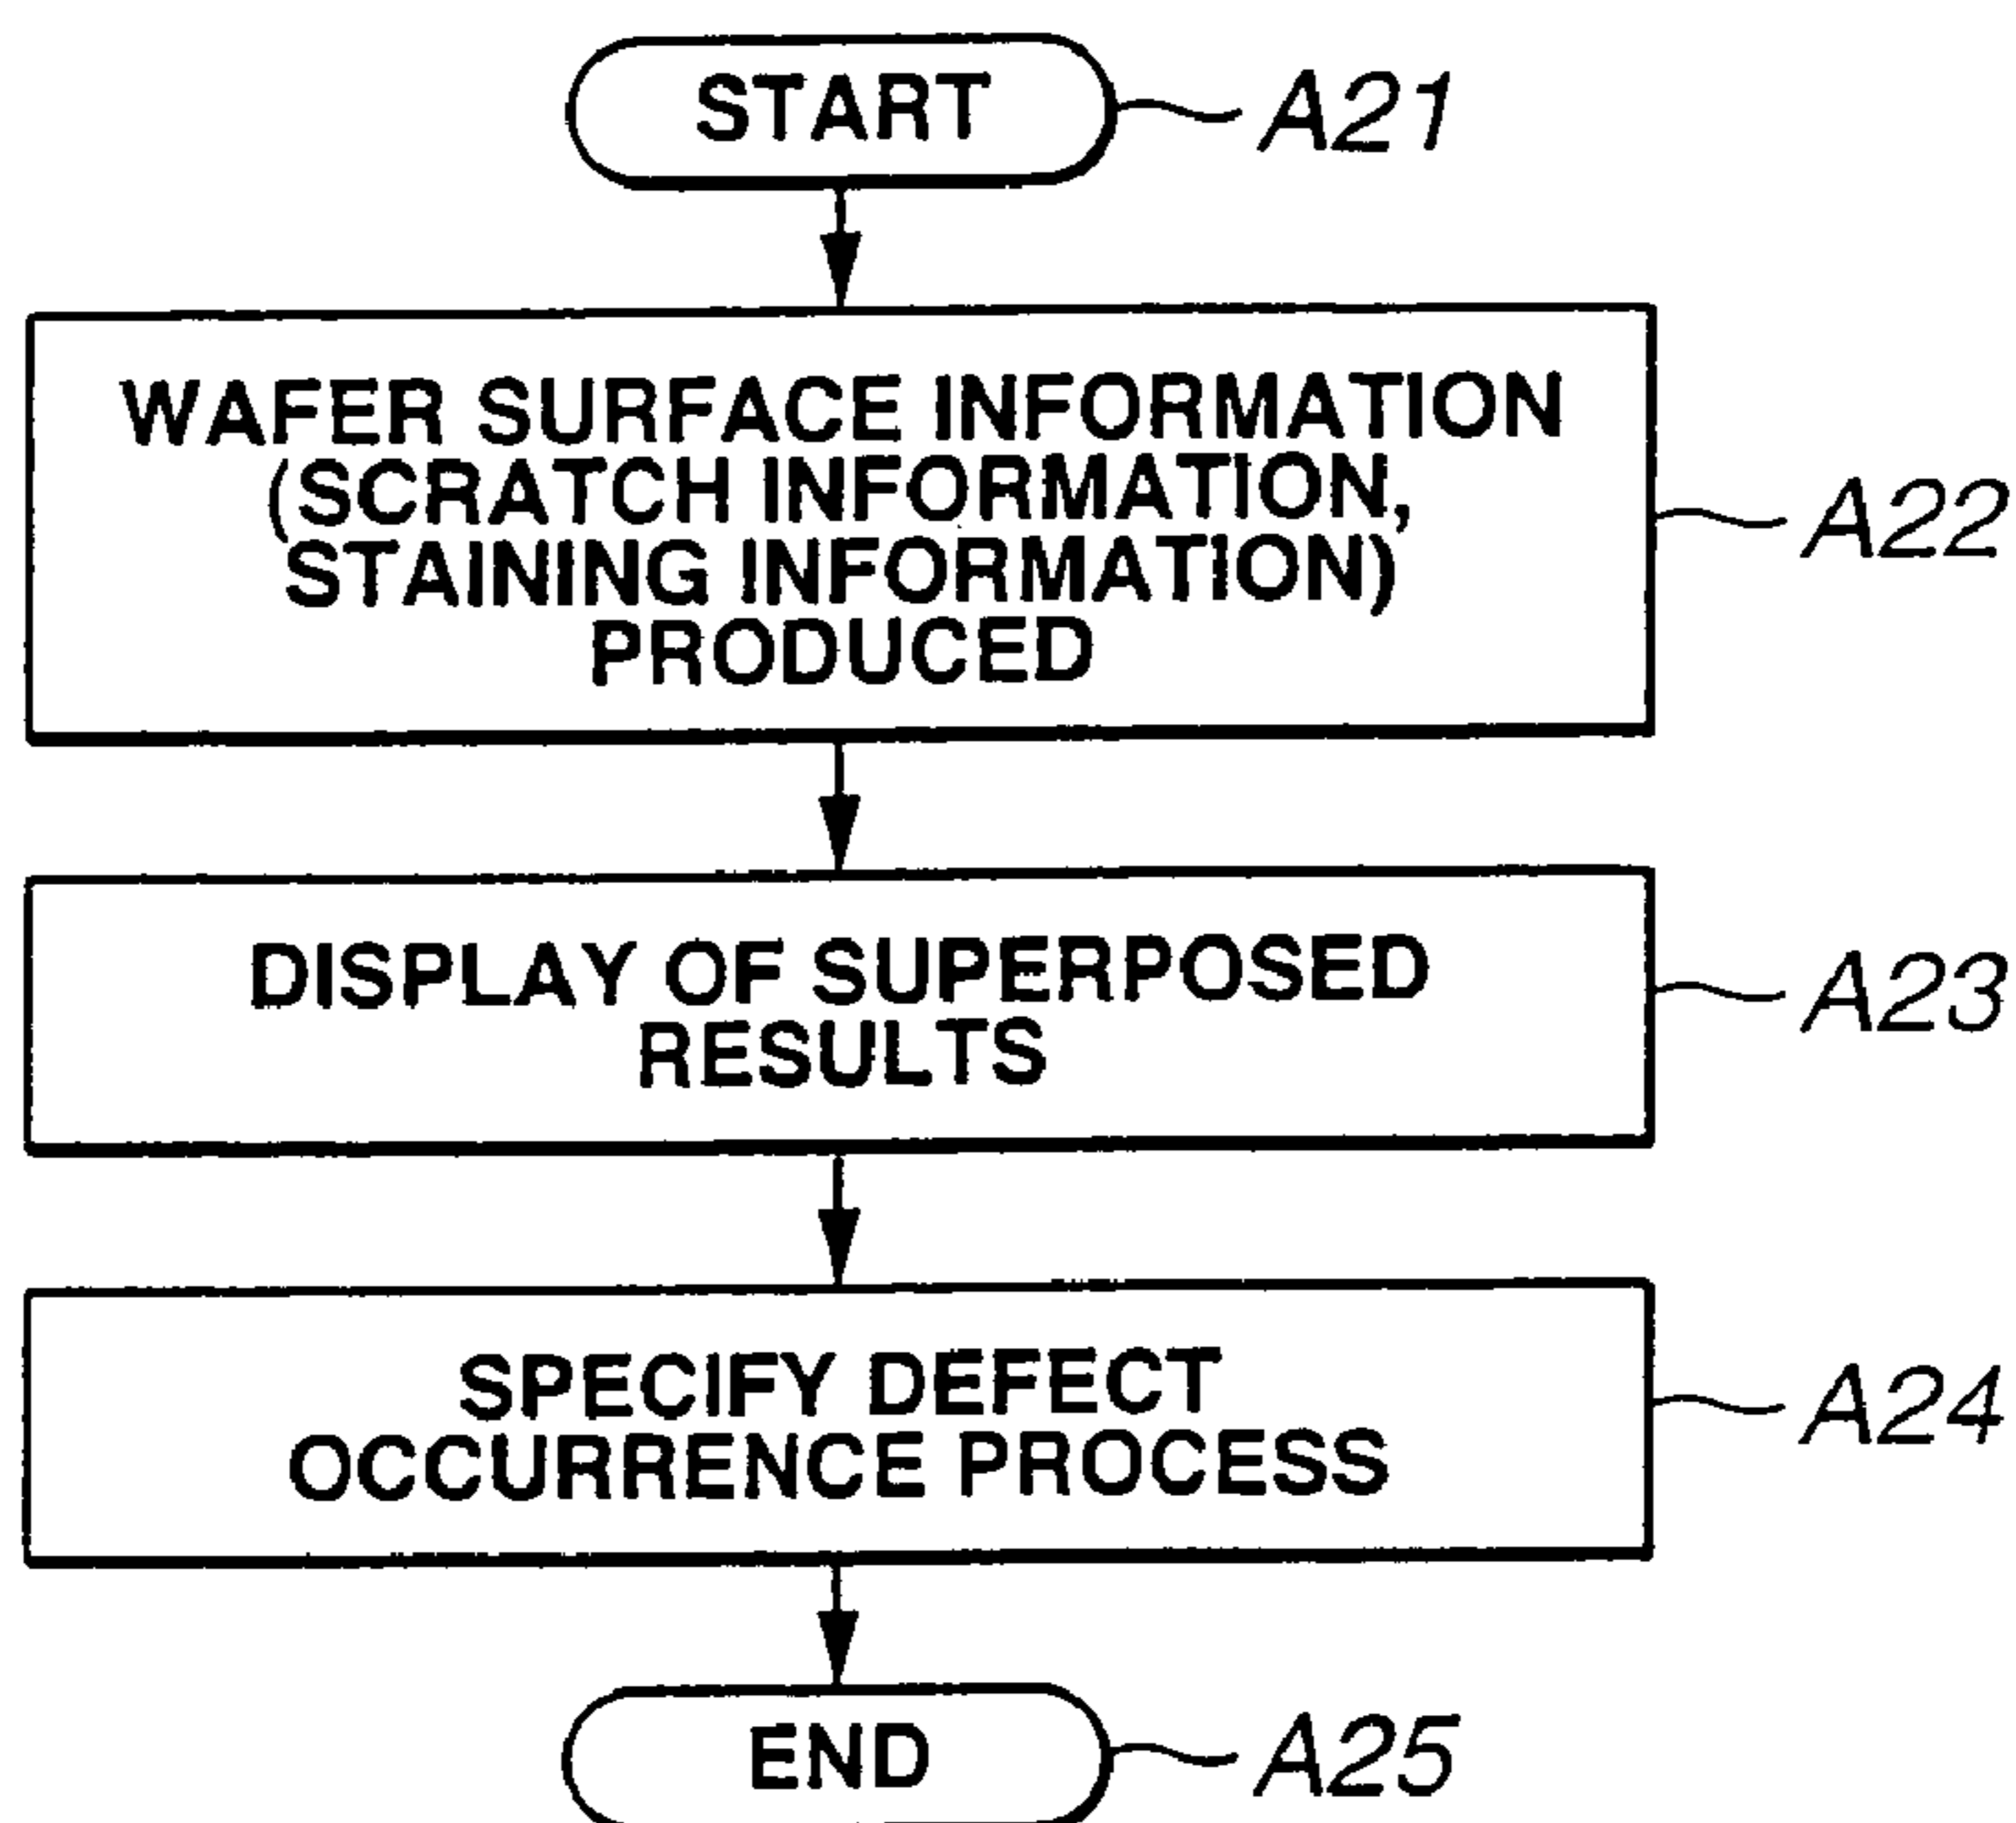 START
A21
WAFER SURFACE INFORMATION
(SCRATCH INFORMATION,
STAINING INFORMATION)
PRODUCED
A22
DISPLAY OF SUPERPOSED
RESULTS
A23
SPECIFY DEFECT
OCCURRENCE PROCESS
A24
END
A25